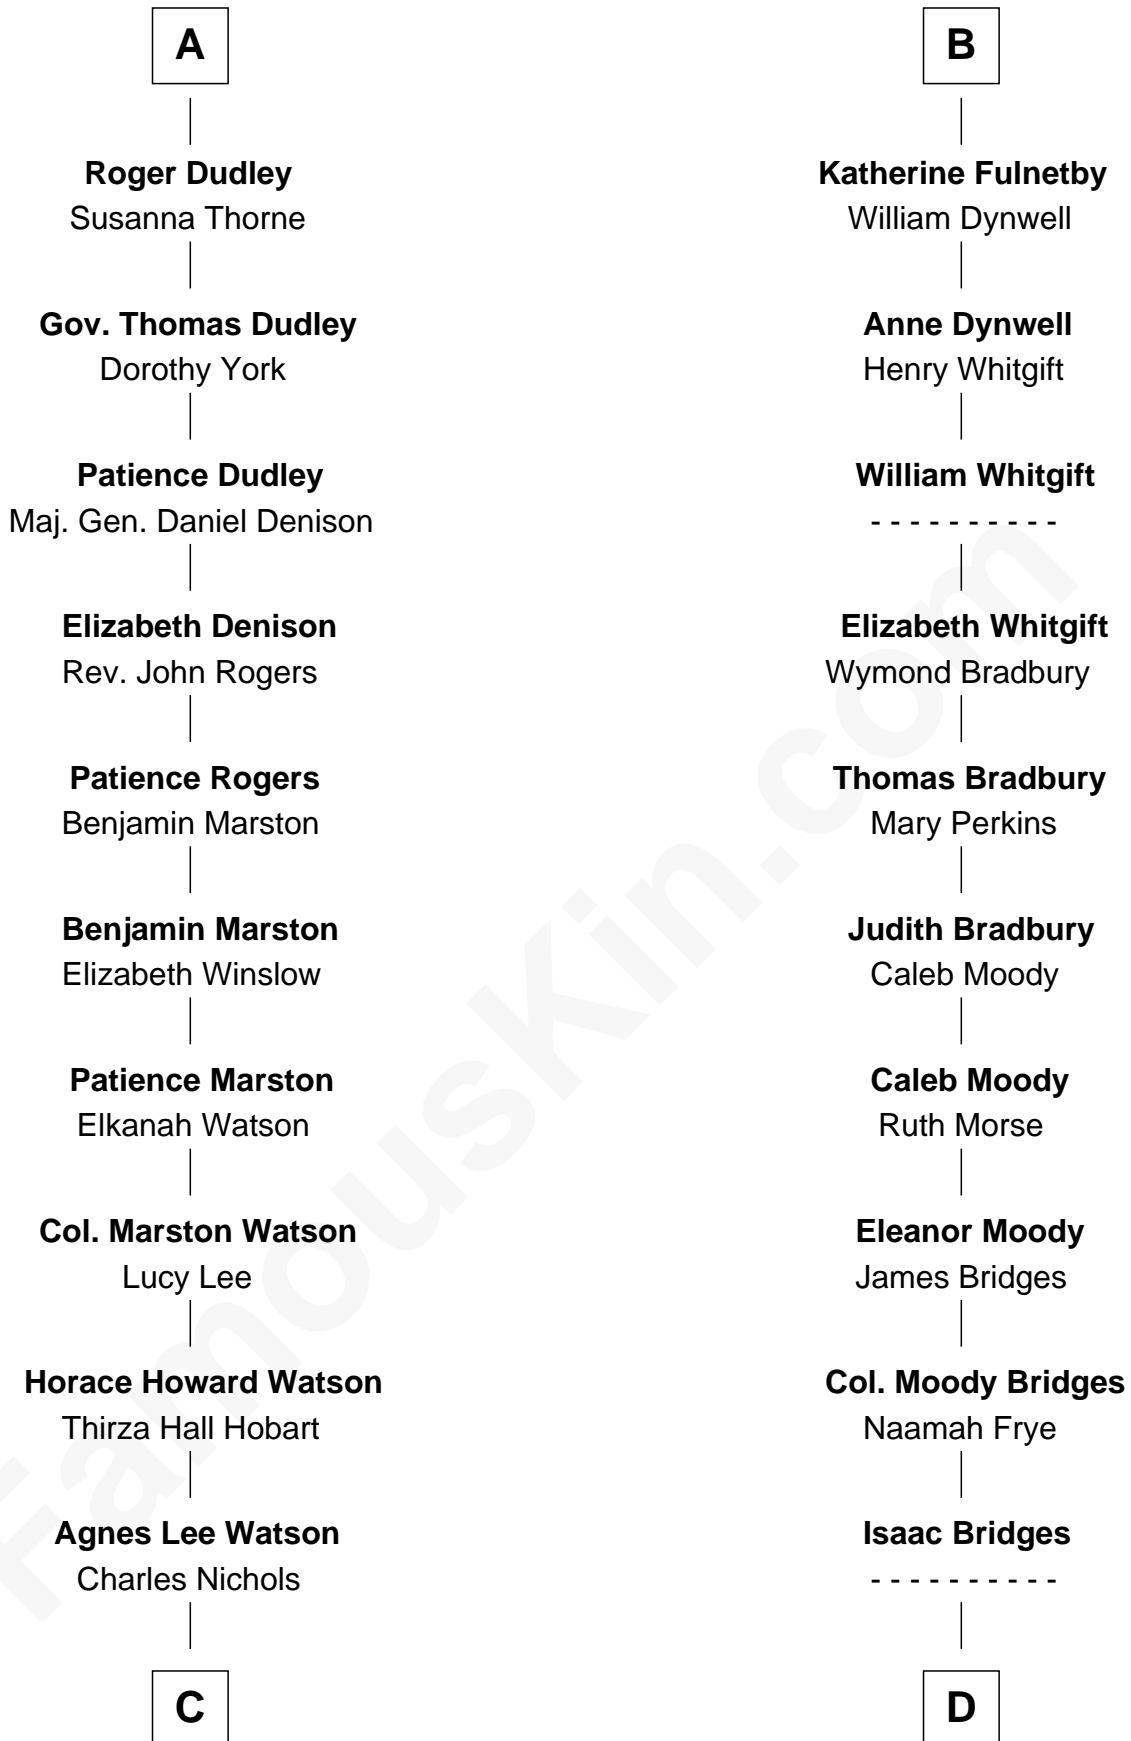 A
Roger Dudley
Susanna Thorne
Gov. Thomas Dudley
Dorothy York
Patience Dudley
Maj. Gen. Daniel Denison
Elizabeth Denison
Rev. John Rogers
Patience Rogers
Benjamin Marston
Benjamin Marston
Elizabeth Winslow
Patience Marston
Elkanah Watson
Col. Marston Watson
Lucy Lee
Horace Howard Watson
Thirza Hall Hobart
Agnes Lee Watson
Charles Nichols
C
B
Katherine Fulnetby
William Dynwell
Anne Dynwell
Henry Whitgift
William Whitgift
- - - - - - - - - -
Elizabeth Whitgift
Wymond Bradbury
Thomas Bradbury
Mary Perkins
Judith Bradbury
Caleb Moody
Caleb Moody
Ruth Morse
Eleanor Moody
James Bridges
Col. Moody Bridges
Naamah Frye
Isaac Bridges
- - - - - - - - - -
D
FamousKin.com